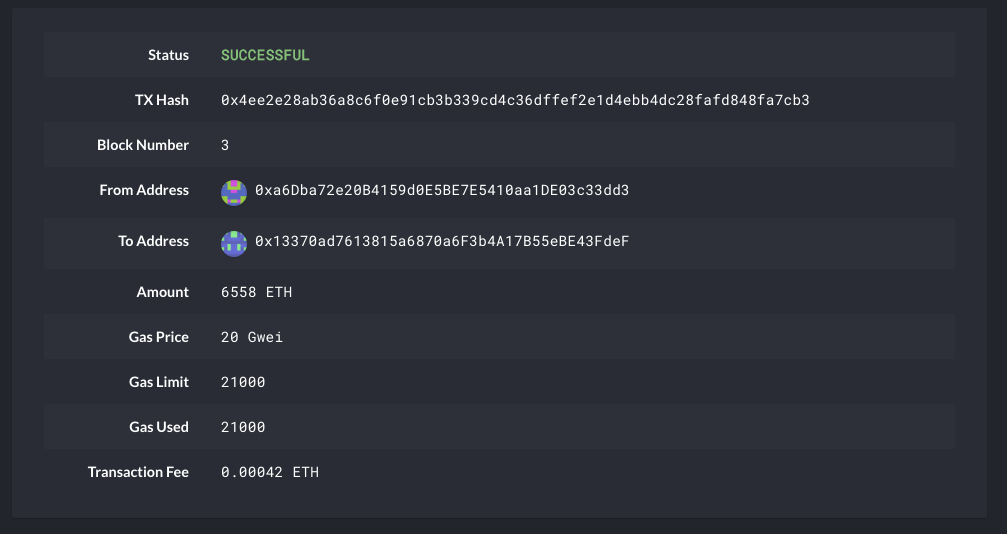 Status SUCCESSFUL
TX Hash 0x4ee2e28ab36a8c6f0e91cb3b339cd4c36dffef2e1d4ebb4dc28fafd848fa7cb3
Block Number 3
From Address 0xa6Dba72e20B4159d0E5BE7E5410aa1DE03c33dd3
To Address 0x13370ad7613815a6870a6F3b4A17B55eBE43FdeF
Amount 6558 ETH
Gas Price 20 Gwei
Gas Limit 21000
Gas Used 21000
Transaction Fee 0.00042 ETH